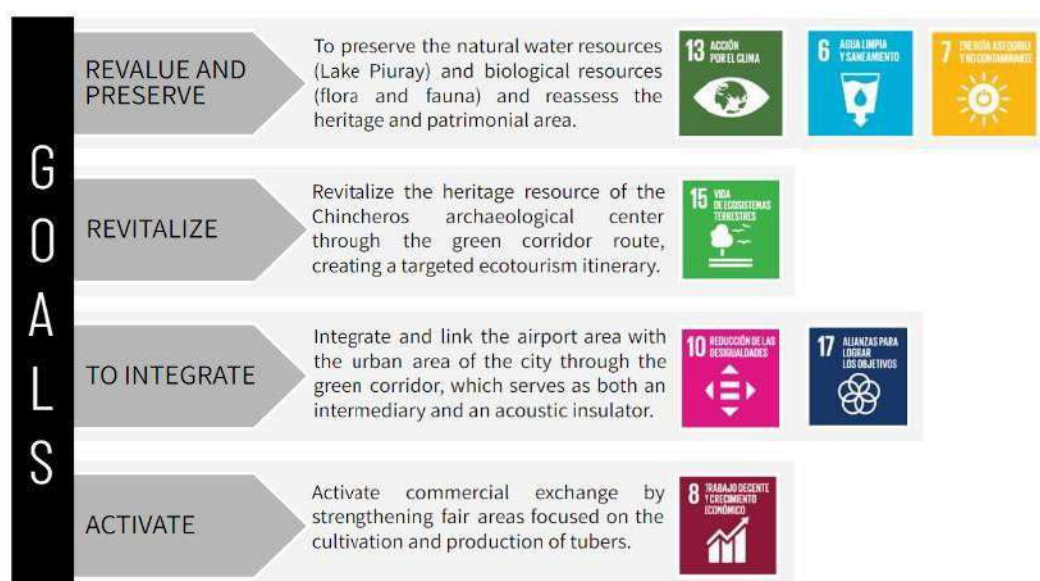 GOALS
REVALUE AND
PRESERVE
To preserve the natural water resources
(Lake Piuray) and biological resources
(flora and fauna) and reassess the
heritage and patrimonial area.
13 ACCIÓN
POR EL CLIMA
6 AGUA LIMPIA
Y SANEAMIENTO
7 ENERGÍA ASEQUIBLE
Y NO CONTAMINANTE
REVITALIZE
Revitalize the heritage resource of the
Chincheros archaeological center
through the green corridor route,
creating a targeted ecotourism itinerary.
15 VIDA
DE ECOSISTEMAS
TERRESTRES
TO INTEGRATE
Integrate and link the airport area with
the urban area of the city through the
green corridor, which serves as both an
intermediary and an acoustic insulator.
10 REDUCCIÓN DE LAS
DESIGUALDADES
17 ALIANZAS PARA
LOGRAR
LOS OBJETIVOS
ACTIVATE
Activate commercial exchange by
strengthening fair areas focused on the
cultivation and production of tubers.
8 TRABAJO DECENTE
Y CRECIMIENTO
ECONÓMICO